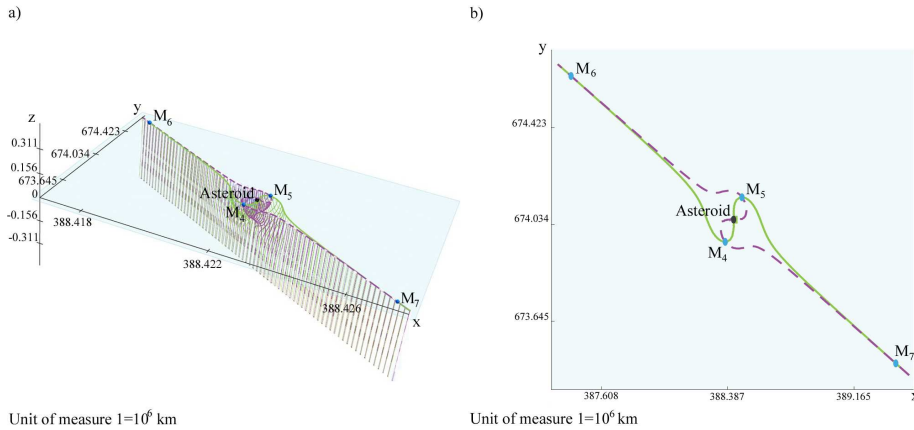 a)
y
M6
z
674.423
0.311
674.034
0.156
673.645
0
Asteroid
M5
M4
-0.156
388.418
-0.311
388.422
388.426
M7
x
Unit of measure 1=10^6 km
b)
y
M6
674.423
M5
Asteroid
674.034
M4
673.645
M7
387.608
388.387
389.165
x
Unit of measure 1=10^6 km